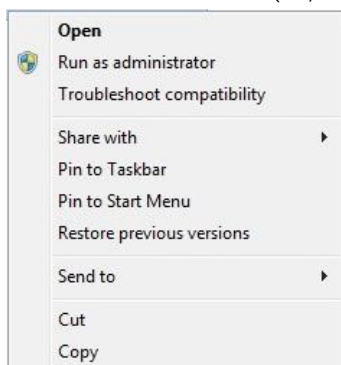 Open
Run as administrator
Troubleshoot compatibility
Share with
Pin to Taskbar
Pin to Start Menu
Restore previous versions
Send to
Cut
Copy